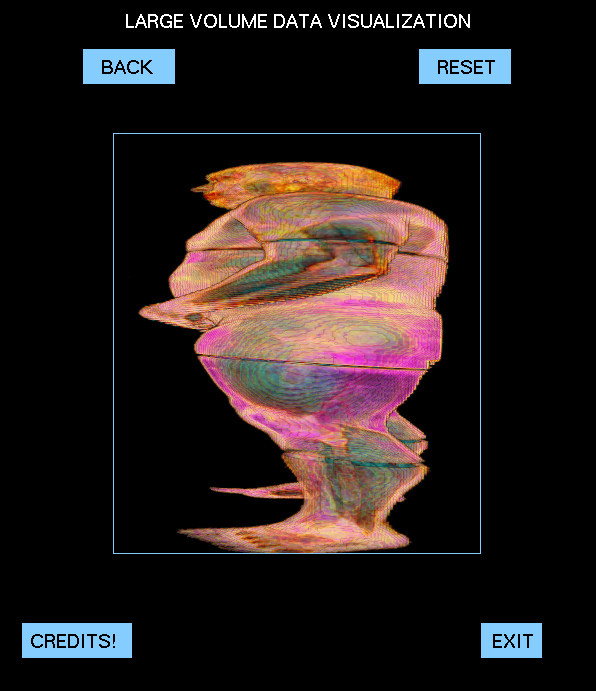 LARGE VOLUME DATA VISUALIZATION
BACK
RESET
CREDITS!
EXIT